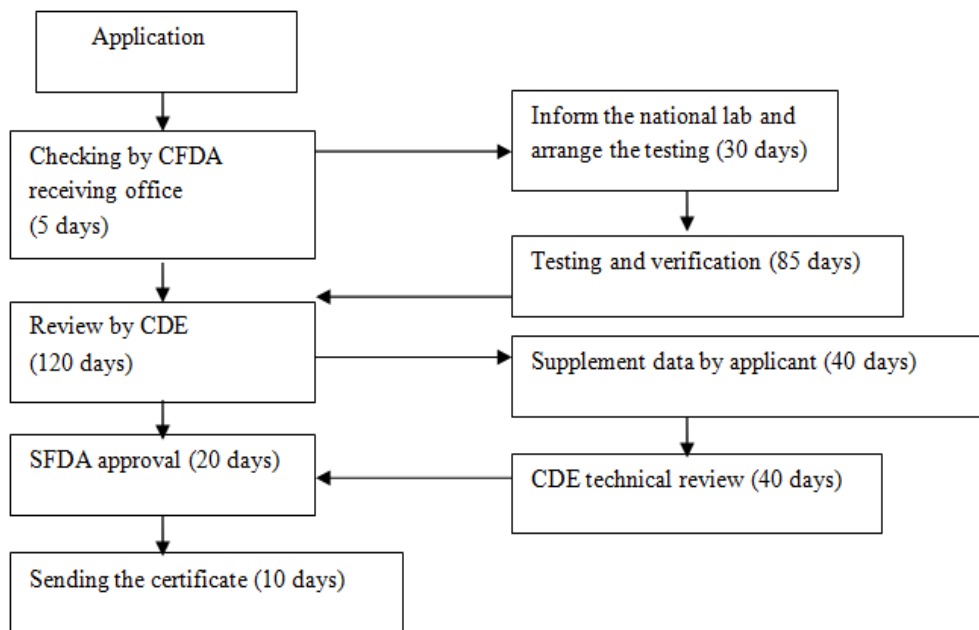 Application
Checking by CFDA
receiving office
(5 days)
Inform the national lab and
arrange the testing (30 days)
Testing and verification (85 days)
Review by CDE
(120 days)
Supplement data by applicant (40 days)
SFDA approval (20 days)
CDE technical review (40 days)
Sending the certificate (10 days)